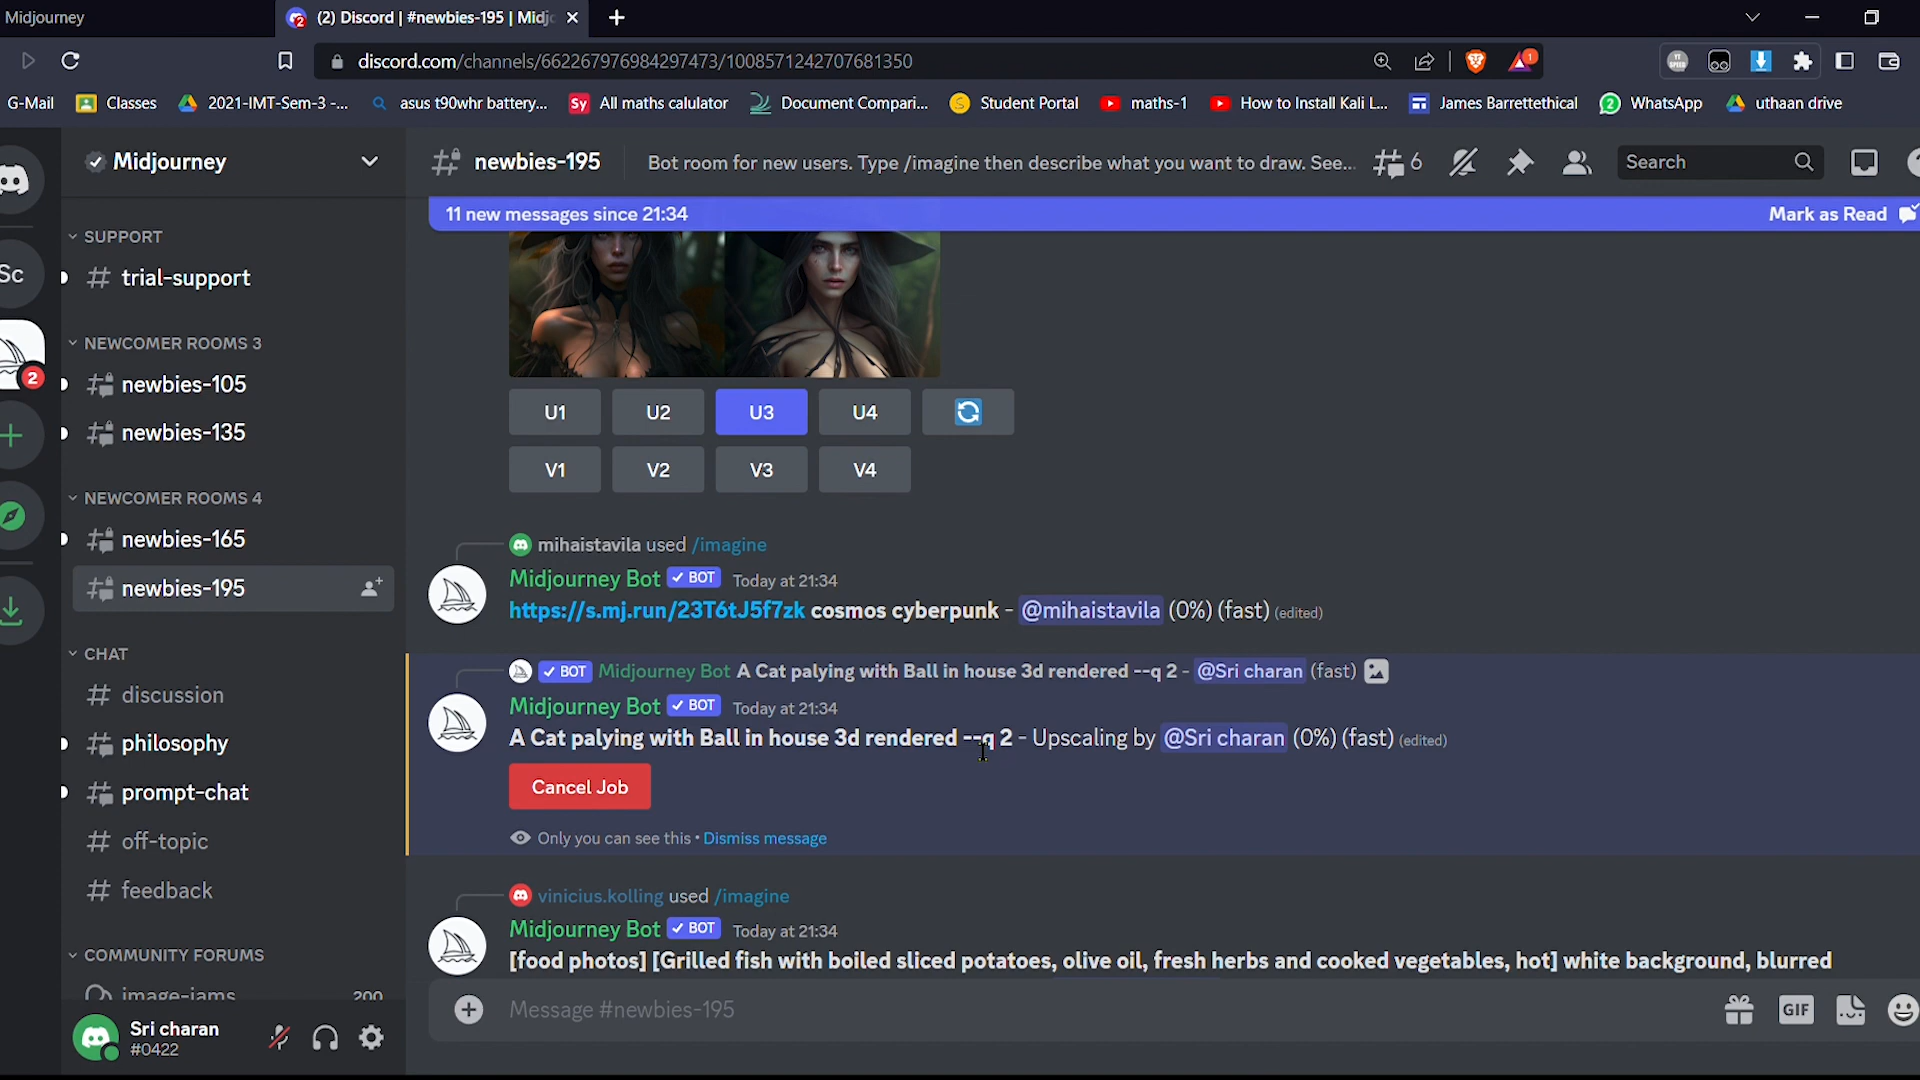 Midjourney
(2) Discord | #newbies-195 | Midj
discord.com/channels/662267976984297473/1008571242707681350
1
G-Mail
Classes
2021-IMT-Sem-3 -...
asus t90whr battery...
Sy All maths calulator
Document Compari...
Student Portal
maths-1
How to Install Kali L...
James Barrettethical
2 WhatsApp
uthaan drive
Midjourney
newbies-195
Bot room for new users. Type /imagine then describe what you want to draw. See...
6
Search
11 new messages since 21:34
Mark as Read
SUPPORT
trial-support
Sc
NEWCOMER ROOMS 3
2
newbies-105
newbies-135
NEWCOMER ROOMS 4
newbies-165
newbies-195
CHAT
discussion
philosophy
prompt-chat
off-topic
feedback
COMMUNITY FORUMS
image-jams 200
Sri charan
#0422
U1 U2 U3 U4
V1 V2 V3 V4
mihaistavila used /imagine
Midjourney Bot ✓ BOT Today at 21:34
https://s.mj.run/23T6tJ5f7zk cosmos cyberpunk - @mihaistavila (0%) (fast) (edited)
✓ BOT Midjourney Bot A Cat palying with Ball in house 3d rendered --q 2 - @Sri charan (fast)
Midjourney Bot ✓ BOT Today at 21:34
A Cat palying with Ball in house 3d rendered --q 2 - Upscaling by @Sri charan (0%) (fast) (edited)
Cancel Job
Only you can see this • Dismiss message
vinicius.kolling used /imagine
Midjourney Bot ✓ BOT Today at 21:34
[food photos] [Grilled fish with boiled sliced potatoes, olive oil, fresh herbs and cooked vegetables, hot] white background, blurred
Message #newbies-195
GIF